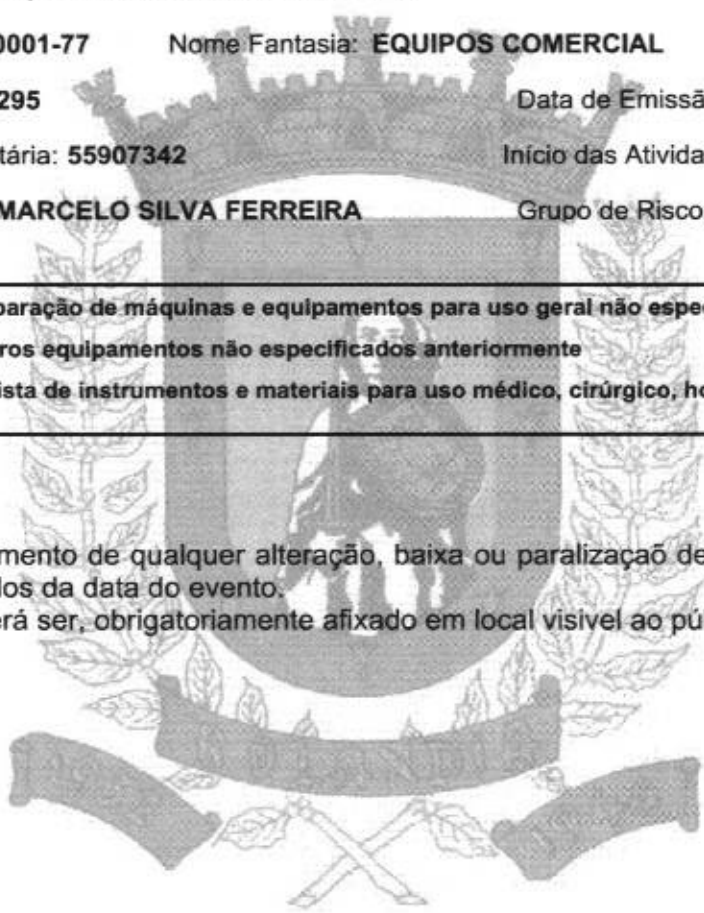 0001-77 Nome Fantasia: EQUIPOS COMERCIAL
295 Data de Emissã
tária: 55907342 Início das Ativida
MARCELO SILVA FERREIRA Grupo de Risco
paração de máquinas e equipamentos para uso geral não espec
ros equipamentos não especificados anteriormente
ista de instrumentos e materiais para uso médico, cirúrgico, ho
mento de qualquer alteração, baixa ou paralizaçaõ de
dos da data do evento.
erá ser, obrigatoriamente afixado em local visivel ao pú